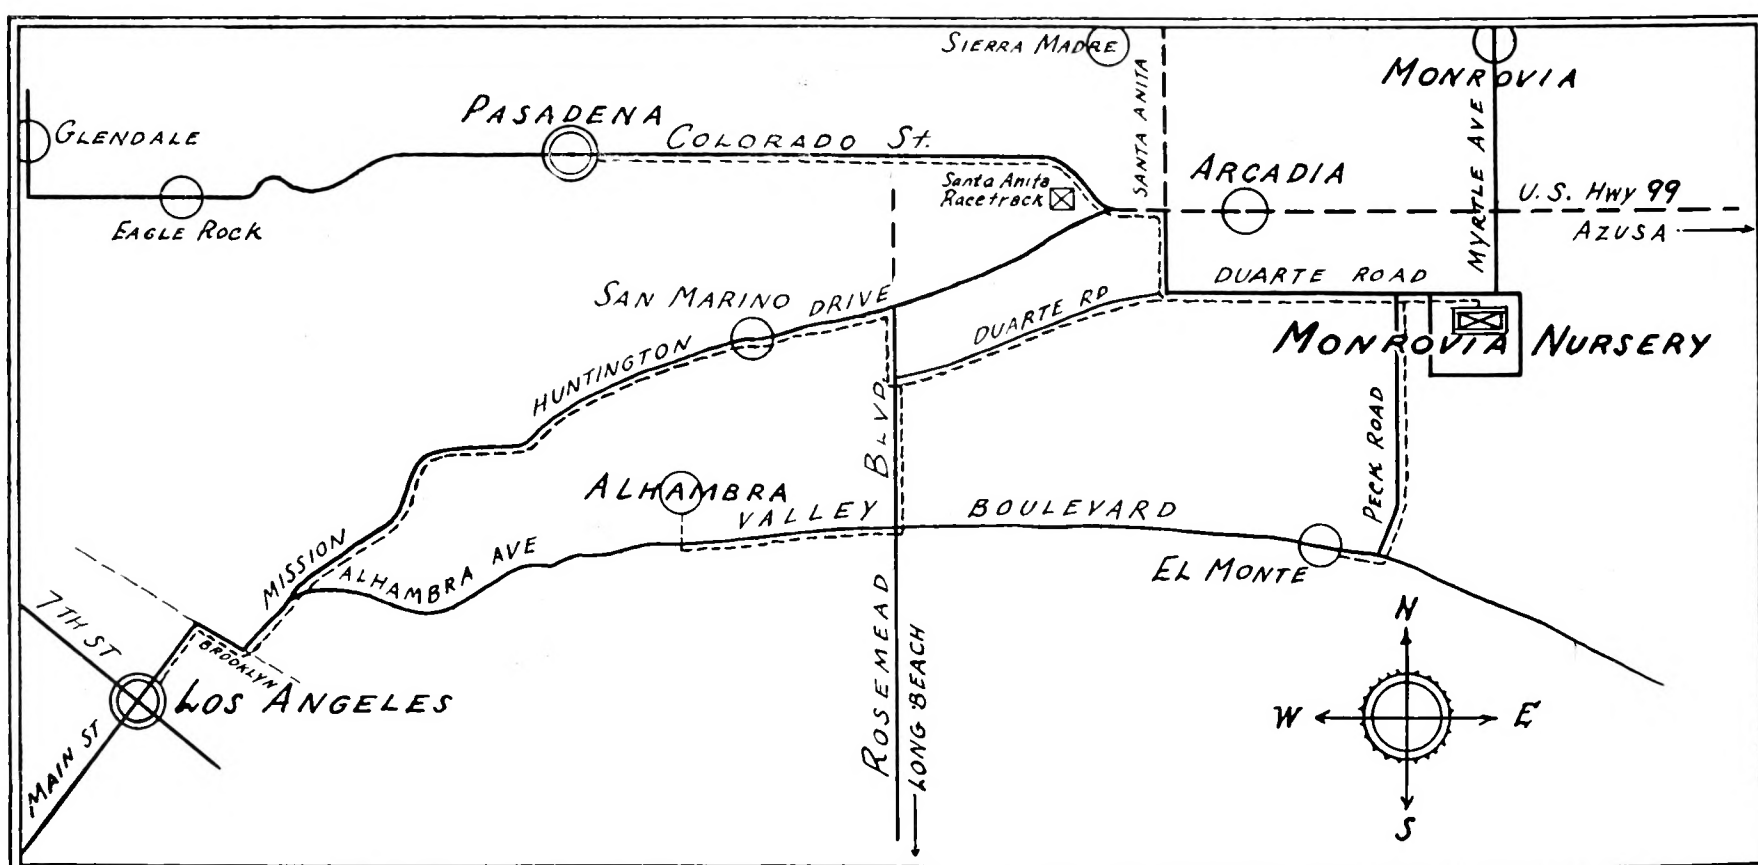 SIERRA MADRE
MONROVIA
GLENDALE
PASADENA
COLORADO St.
SANTA ANITA
MYRTLE AVE
ARCADIA
Santa Anita
Racetrack
U.S. HWY 99
EAGLE ROCK
AZUSA
DUARTE ROAD
SAN MARINO
HUNTINGTON DRIVE
DUARTE RD
MONROVIA NURSERY
ROSEMEAD BLVD
PECK ROAD
ALHAMBRA
VALLEY BOULEVARD
MISSION
ALHAMBRA AVE
EL MONTE
7TH ST
BROOKLYN
LOS ANGELES
MAIN ST
LONG BEACH
N
W E
S